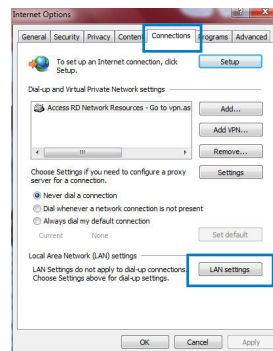 Internet Options
General Security Privacy Content Connections Programs Advanced
To set up an Internet connection, click
Setup.
Setup
Dial-up and Virtual Private Network settings
Access RD Network Resources - Go to vpn.as
Add...
Add VPN...
Remove...
Choose Settings if you need to configure a proxy
server for a connection.
Settings
Never dial a connection
Dial whenever a network connection is not present
Always dial my default connection
Current None
Set default
Local Area Network (LAN) settings
LAN Settings do not apply to dial-up connections.
Choose Settings above for dial-up settings.
LAN settings
OK Cancel Apply